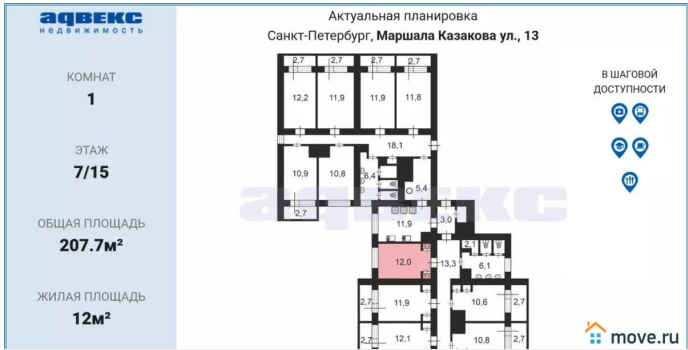 адвекс
недвижимость
КОМНАТ
1
ЭТАЖ
7/15
ОБЩАЯ ПЛОЩАДЬ
207.7м²
ЖИЛАЯ ПЛОЩАДЬ
12м²
Актуальная планировка
Санкт-Петербург, Маршала Казакова ул., 13
В ШАГОВОЙ
ДОСТУПНОСТИ
2,7 2,7 2,7 2,7
12,2 11,9 11,9 11,8
18,1
10,9 10,8 6,4
5,4
2,7
адвекс
11,9 3,0
2,1
12,0 13,3 6,1
2,7 11,9 10,6 2,7
2,7 12,1 10,8 2,7
move.ru